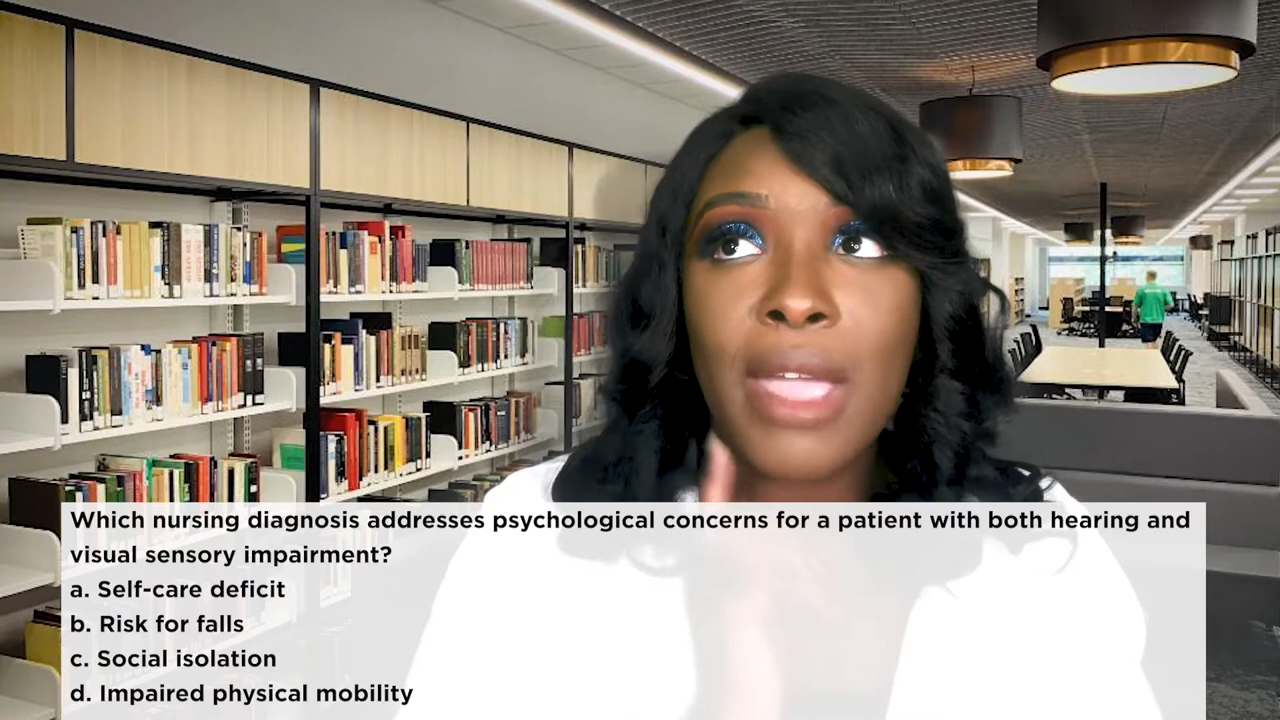 Which nursing diagnosis addresses psychological concerns for a patient with both hearing and
visual sensory impairment?
a. Self-care deficit
b. Risk for falls
c. Social isolation
d. Impaired physical mobility